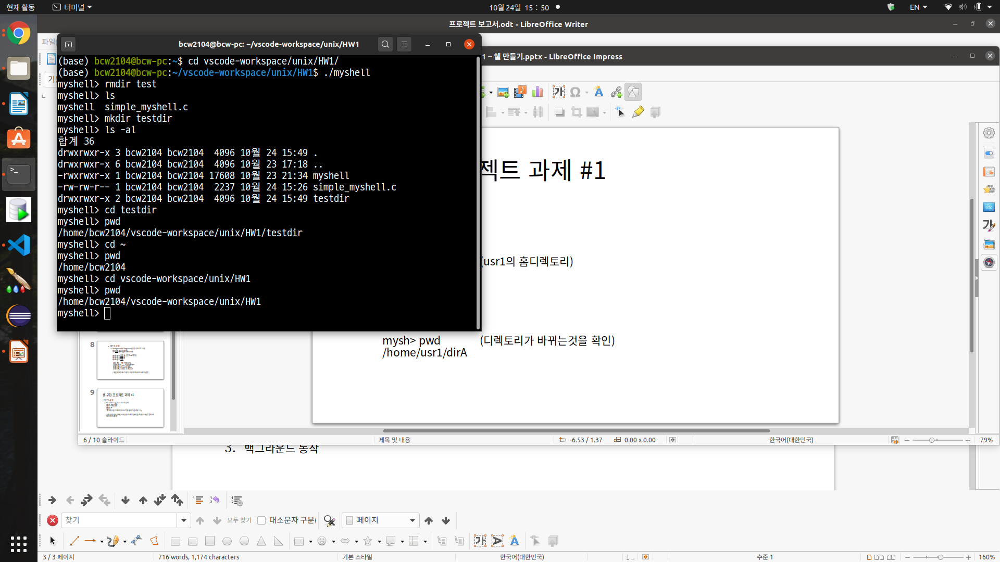 현재 활동
터미널
10월 24일 15 : 50
EN
프로젝트 보고서.odt - LibreOffice Writer
파일(
bcw2104@bcw-pc: ~/vscode-workspace/unix/HW1
1 – 쉘 만들기.pptx - LibreOffice Impress
(base) bcw2104@bcw-pc:~$ cd vscode-workspace/unix/HW1/
(base) bcw2104@bcw-pc:~/vscode-workspace/unix/HW1$ ./myshell
myshell> rmdir test
myshell> ls
myshell simple_myshell.c
myshell> mkdir testdir
myshell> ls -al
합계 36
drwxrwxr-x 3 bcw2104 bcw2104 4096 10월 24 15:49 .
drwxrwxr-x 6 bcw2104 bcw2104 4096 10월 23 17:18 ..
-rwxrwxr-x 1 bcw2104 bcw2104 17608 10월 23 21:34 myshell
-rw-rw-r-- 1 bcw2104 bcw2104 2237 10월 24 15:26 simple_myshell.c
drwxrwxr-x 2 bcw2104 bcw2104 4096 10월 24 15:49 testdir
myshell> cd testdir
myshell> pwd
/home/bcw2104/vscode-workspace/unix/HW1/testdir
myshell> cd ~
myshell> pwd
/home/bcw2104
myshell> cd vscode-workspace/unix/HW1
myshell> pwd
/home/bcw2104/vscode-workspace/unix/HW1
myshell>
젝트 과제 #1
(usr1의 홈디렉토리)
mysh> pwd (디렉토리가 바뀌는것을 확인)
/home/usr1/dirA
8
9
쉘 구현 프로젝트 과제 #1
6 / 10 슬라이드
제목 및 내용
-6.53 / 1.37
0.00 x 0.00
한국어(대한민국)
79%
3. 백그라운드 동작
찾기
모두 찾기
대소문자 구분(
페이지
3 / 3 페이지
716 words, 1,174 characters
기본 스타일
한국어(대한민국)
수준 1
160%